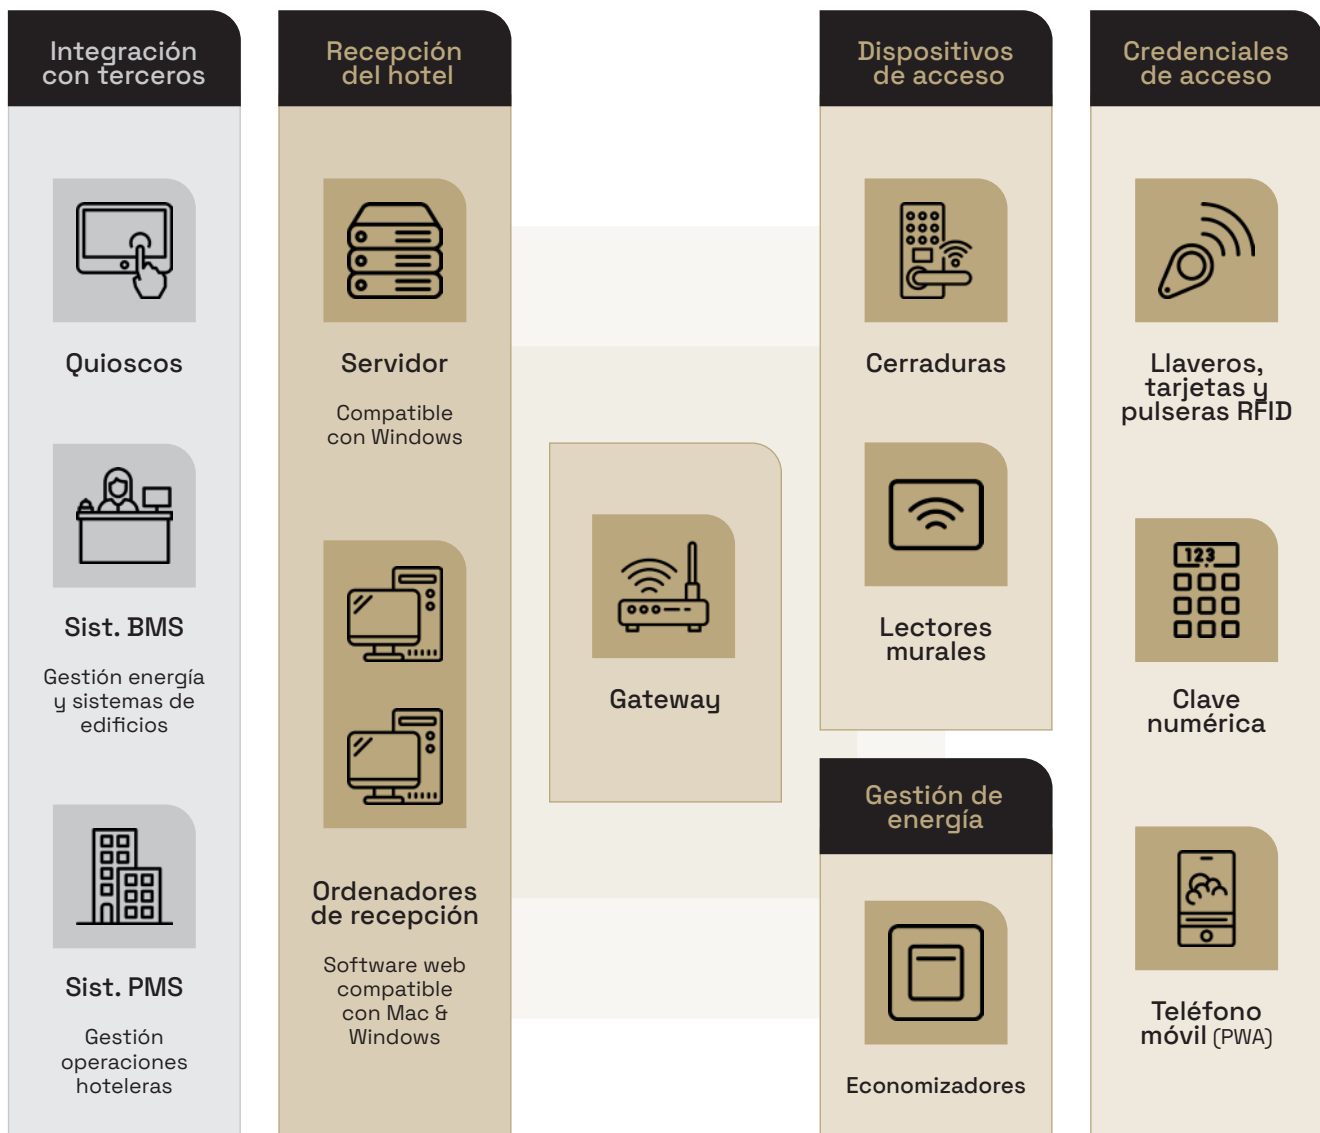 Integración
con terceros
Quioscos
Sist. BMS
Gestión energía
y sistemas de
edificios
Sist. PMS
Gestión
operaciones
hoteleras
Recepción
del hotel
Servidor
Compatible
con Windows
Ordenadores
de recepción
Software web
compatible
con Mac &
Windows
Gateway
Dispositivos
de acceso
Cerraduras
Lectores
murales
Gestión de
energía
Economizadores
Credenciales
de acceso
Llaveros,
tarjetas y
pulseras RFID
123
Clave
numérica
Teléfono
móvil (PWA)